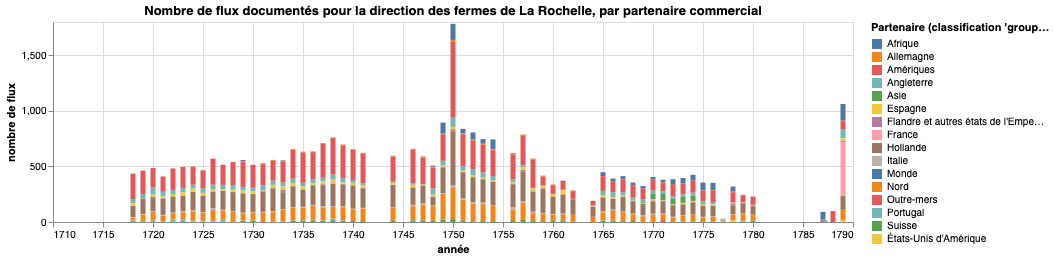 Nombre de flux documentés pour la direction des fermes de La Rochelle, par partenaire commercial
nombre de flux
1,500
1,000
500
0
1710 1715 1720 1725 1730 1735 1740 1745 1750 1755 1760 1765 1770 1775 1780 1785 1790
année
Partenaire (classification 'group…
Afrique
Allemagne
Amériques
Angleterre
Asie
Espagne
Flandre et autres états de l'Empe…
France
Hollande
Italie
Monde
Nord
Outre-mers
Portugal
Suisse
États-Unis d'Amérique